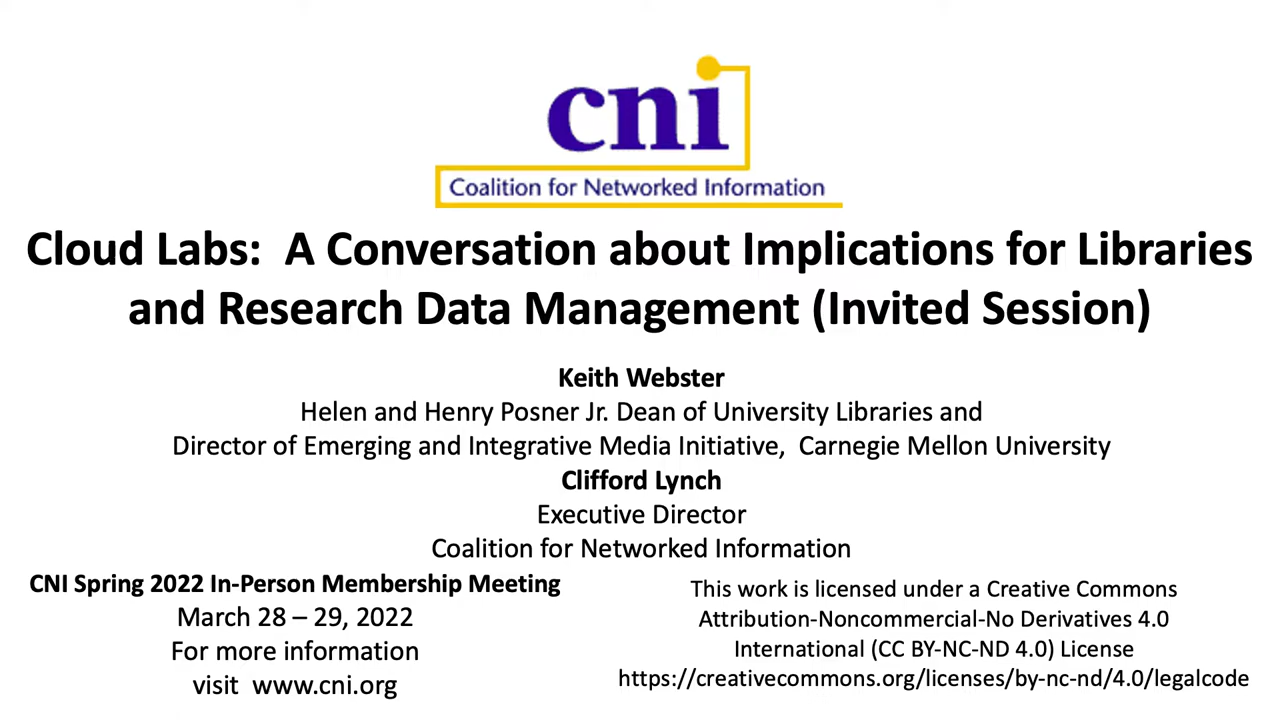 cni
Coalition for Networked Information
Cloud Labs:  A Conversation about Implications for Libraries
and Research Data Management (Invited Session)
Keith Webster
Helen and Henry Posner Jr. Dean of University Libraries and
Director of Emerging and Integrative Media Initiative,  Carnegie Mellon University
Clifford Lynch
Executive Director
Coalition for Networked Information
CNI Spring 2022 In-Person Membership Meeting
March 28 – 29, 2022
For more information
visit  www.cni.org
This work is licensed under a Creative Commons
Attribution-Noncommercial-No Derivatives 4.0
International (CC BY-NC-ND 4.0) License
https://creativecommons.org/licenses/by-nc-nd/4.0/legalcode